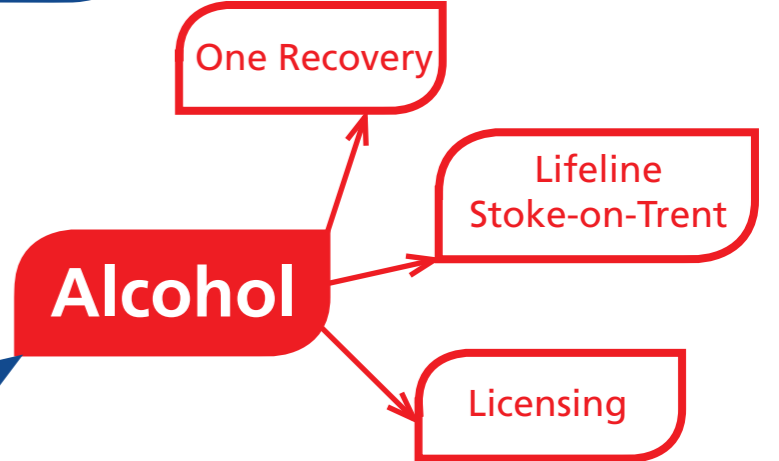 One Recovery
Lifeline
Stoke-on-Trent
Alcohol
Licensing